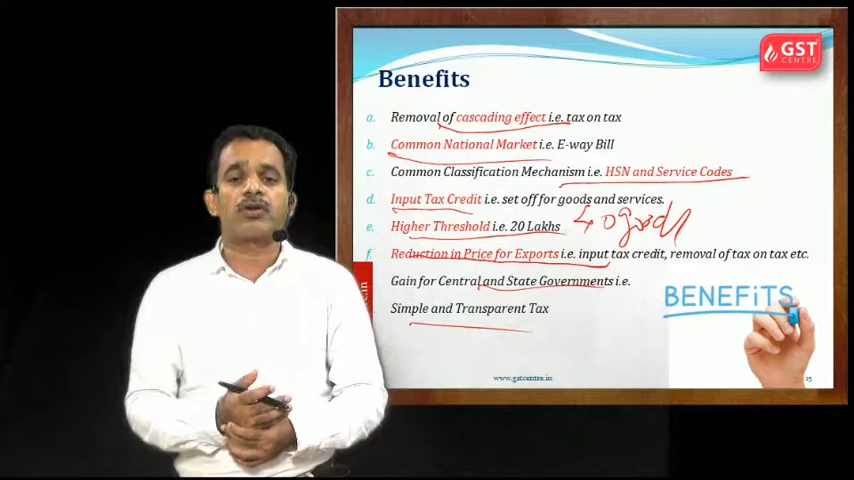 GST
CENTRE
Benefits
a. Removal of cascading effect i.e. tax on tax
b. Common National Market i.e. E-way Bill
c. Common Classification Mechanism i.e. HSN and Service Codes
d. Input Tax Credit i.e. set off for goods and services.
e. Higher Threshold i.e. 20 Lakhs
40 goods
f. Reduction in Price for Exports i.e. input tax credit, removal of tax on tax etc.
Gain for Central and State Governments i.e.
Simple and Transparent Tax
BENEFiTS
www.gstcentre.in